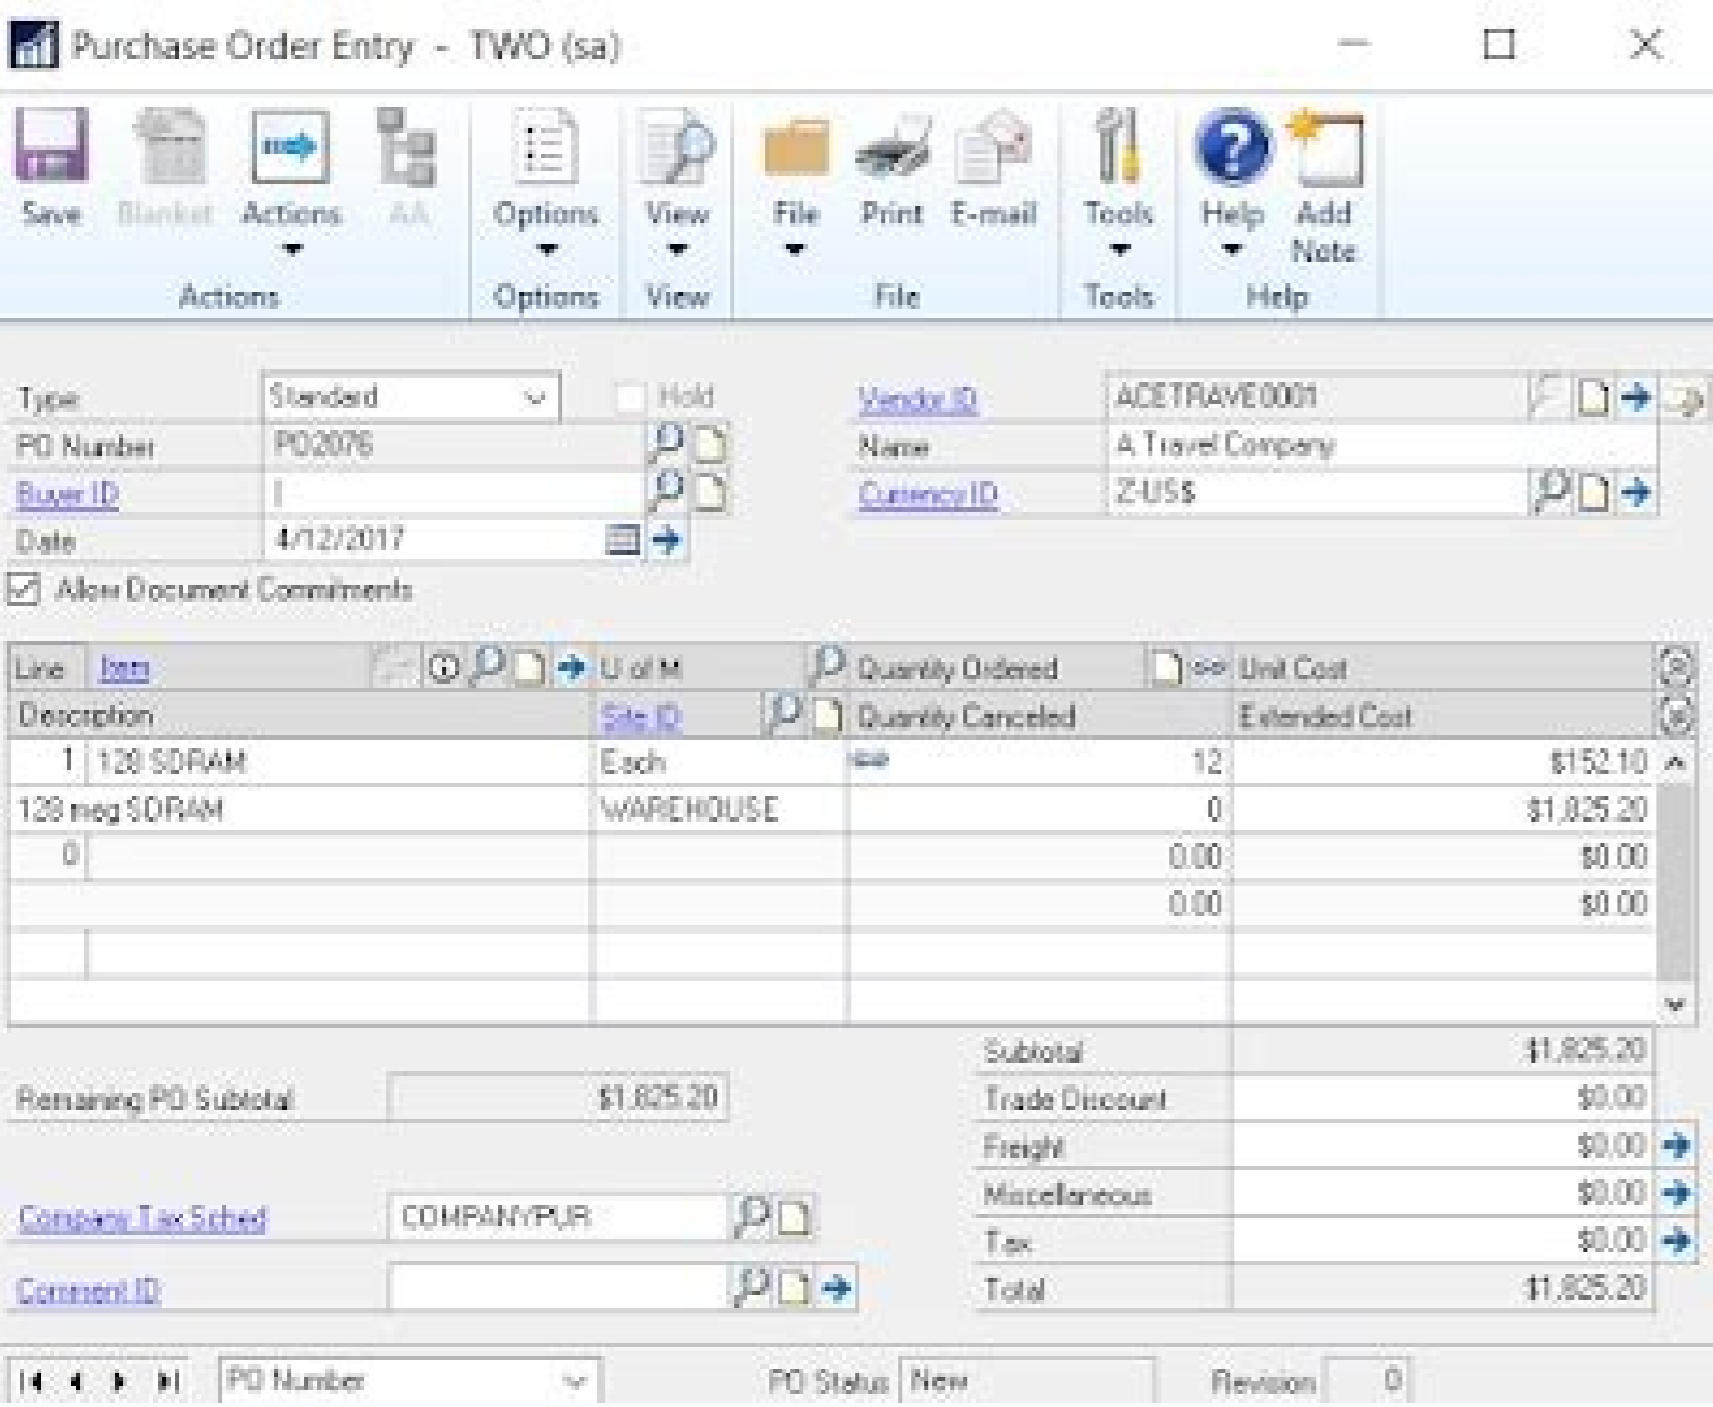 Purchase Order Entry - TWO (sa)
Save Blanket Actions AA Options View File Print E-mail Tools Help Add Note
Actions Options View File Tools Help
Type Standard Hold Vendor ID ACETRAVE0001
PO Number PO2076 Name A Travel Company
Buyer ID Currency ID Z-US$
Date 4/12/2017
Allow Document Commitments
Line Item U of M Quantity Ordered Unit Cost
Description Site ID Quantity Canceled Extended Cost
1 128 SDRAM Each 12 $152.10
128 meg SDRAM WAREHOUSE 0 $1,825.20
0 0.00 $0.00
0.00 $0.00
Subtotal $1,825.20
Remaining PO Subtotal $1,825.20 Trade Discount $0.00
Freight $0.00
Miscellaneous $0.00
Company Tax Sched COMPANYPUR
Tax $0.00
Comment ID Total $1,825.20
PO Number PO Status New Revision 0